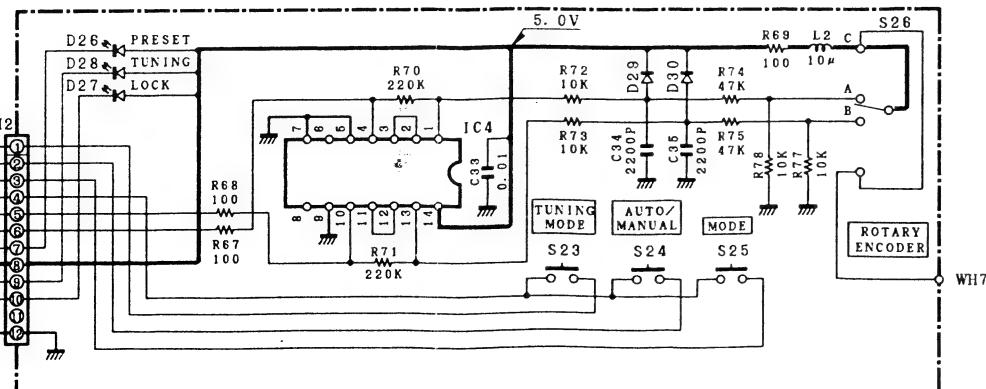 5.0V
D26 PRESET
D28 TUNING
D27 LOCK
S26
R69
100
L2
10μ
C
R70
220K
R72
10K
D29
D30
R74
47K
A
B
7 6 5 4 3 2 1
IC4
R73
10K
C34
2200P
C35
2200P
R75
47K
R78
10K
R77
10K
C33
0.01
8 9 10 11 12 13 14
R68
100
R67
100
R71
220K
TUNING
MODE
AUTO/
MANUAL
MODE
ROTARY
ENCODER
S23
S24
S25
WH7
1
2
3
4
5
6
7
8
9
10
11
12